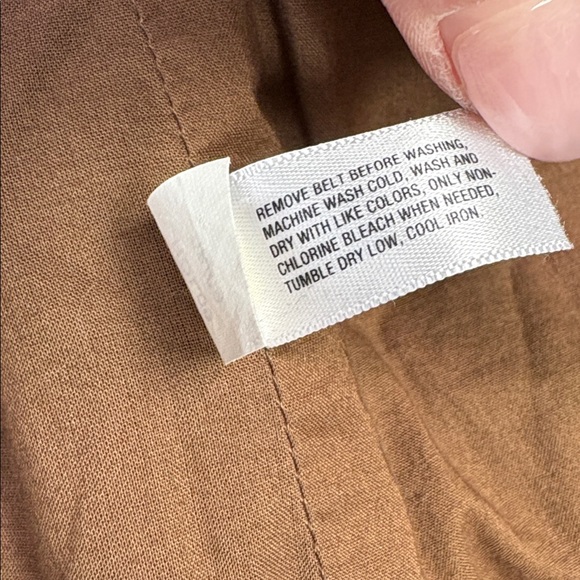 REMOVE BELT BEFORE WASHING,
MACHINE WASH COLD, WASH AND
DRY WITH LIKE COLORS, ONLY NON-
CHLORINE BLEACH WHEN NEEDED,
TUMBLE DRY LOW, COOL IRON.